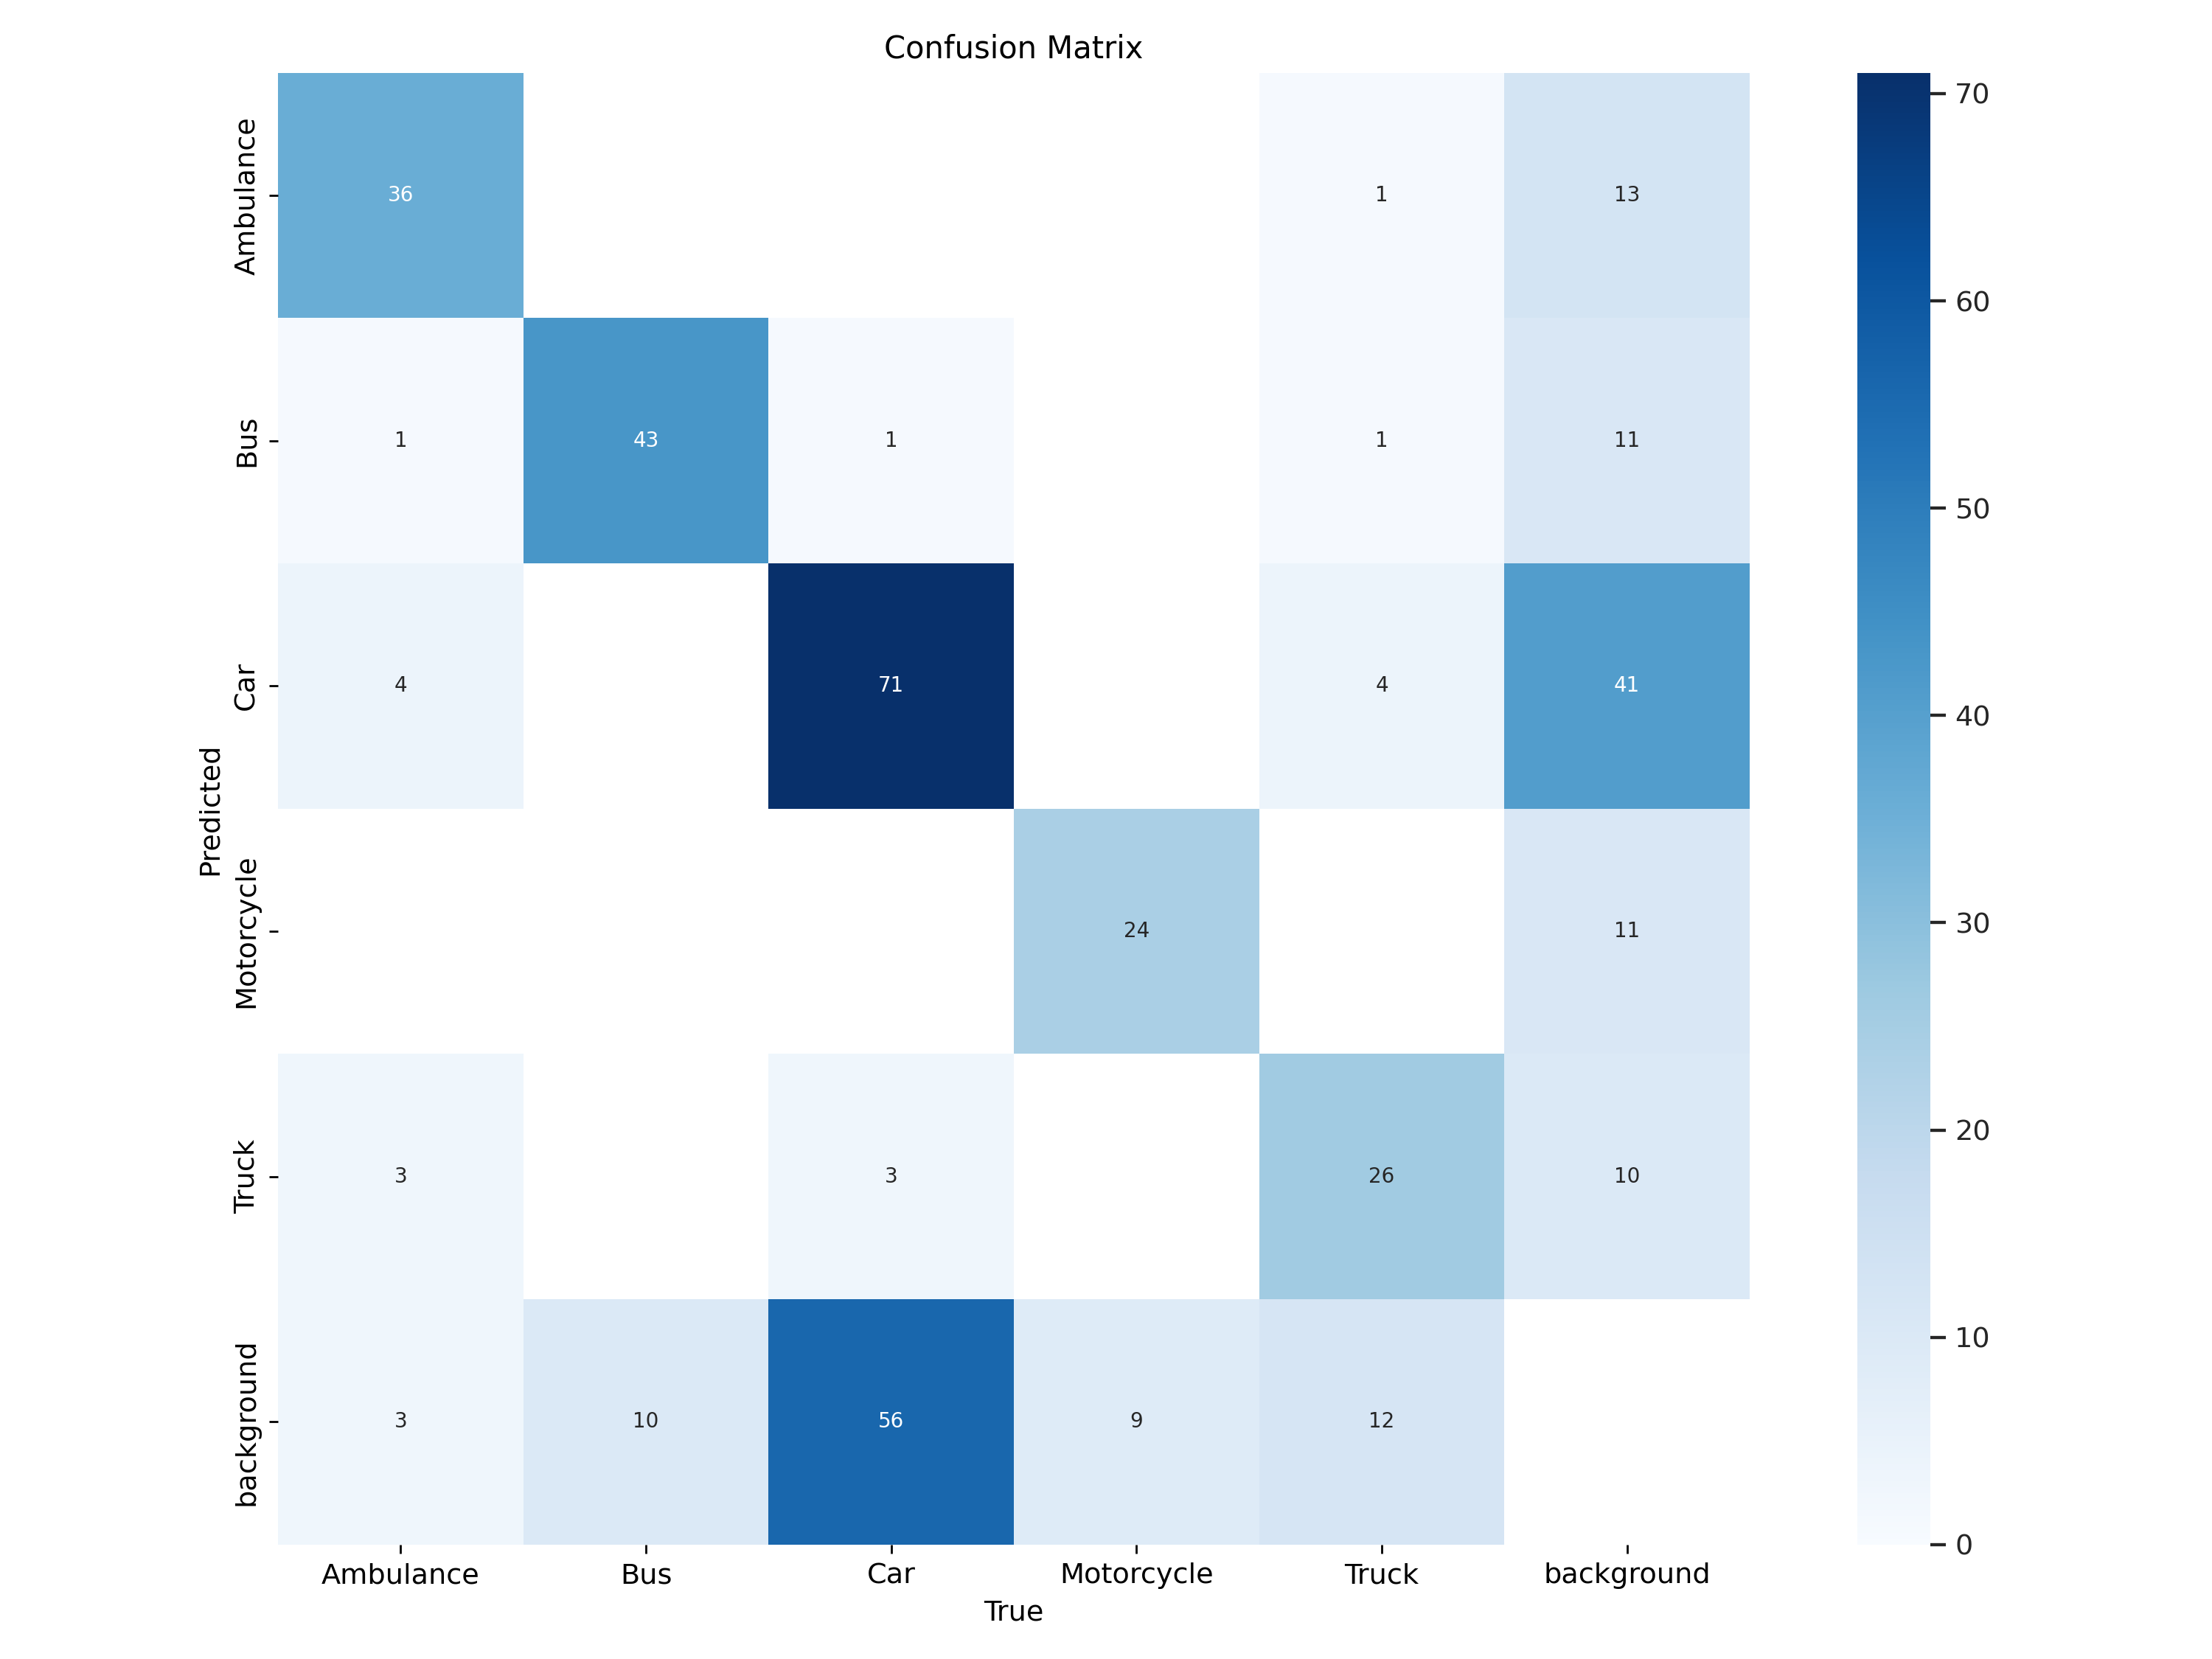 Confusion Matrix
Ambulance 36 1 13
Bus 1 43 1 1 11
Car 4 71 4 41
Motorcycle 24 11
Truck 3 3 26 10
background 3 10 56 9 12
Predicted
Ambulance Bus Car Motorcycle Truck background
True
70
60
50
40
30
20
10
0